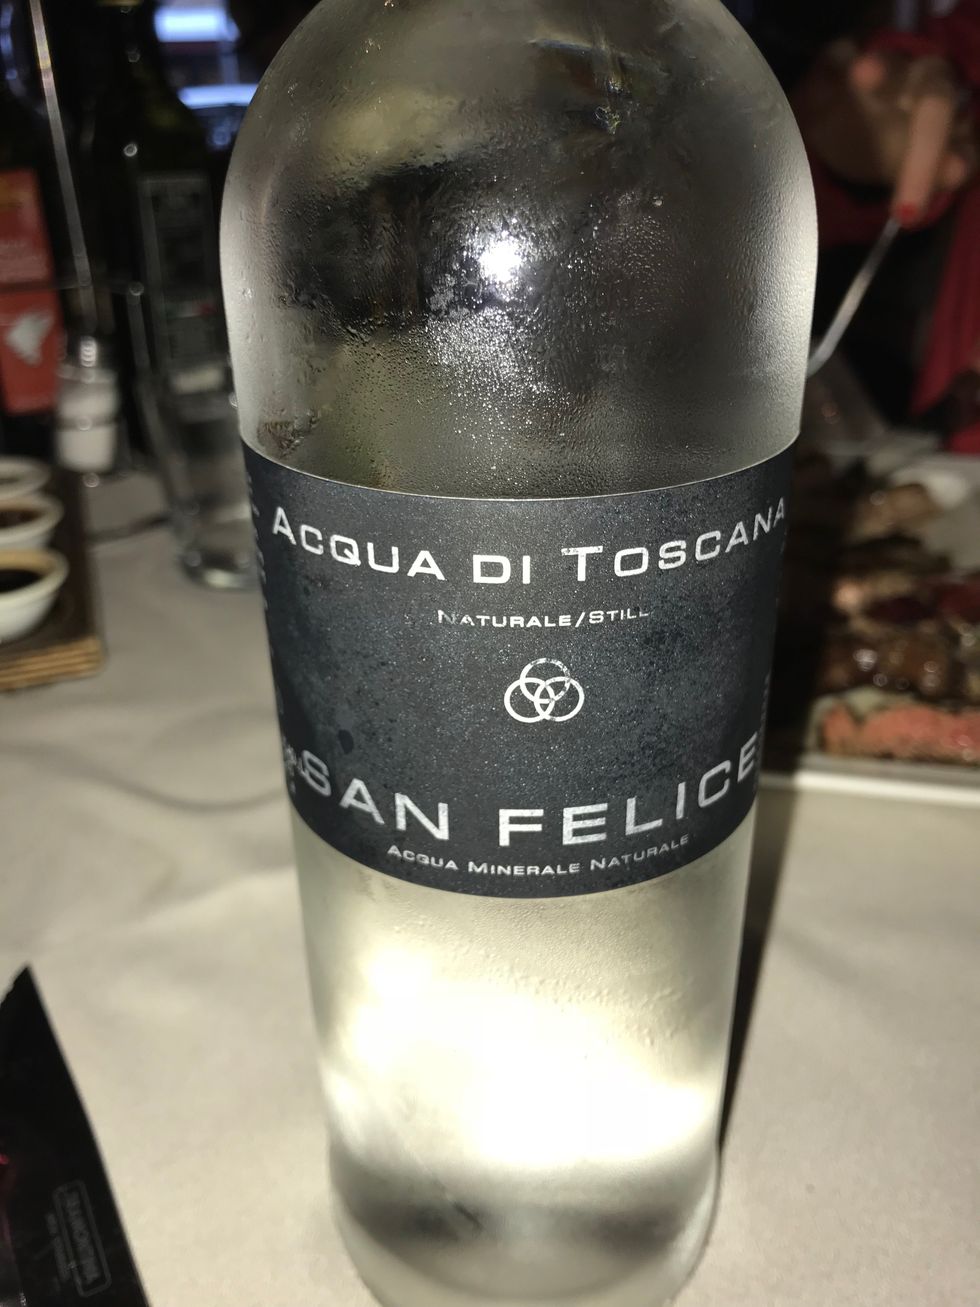 ACQUA DI TOSCANA
NATURALE/STILL
SAN FELICE
ACQUA MINERALE NATURALE